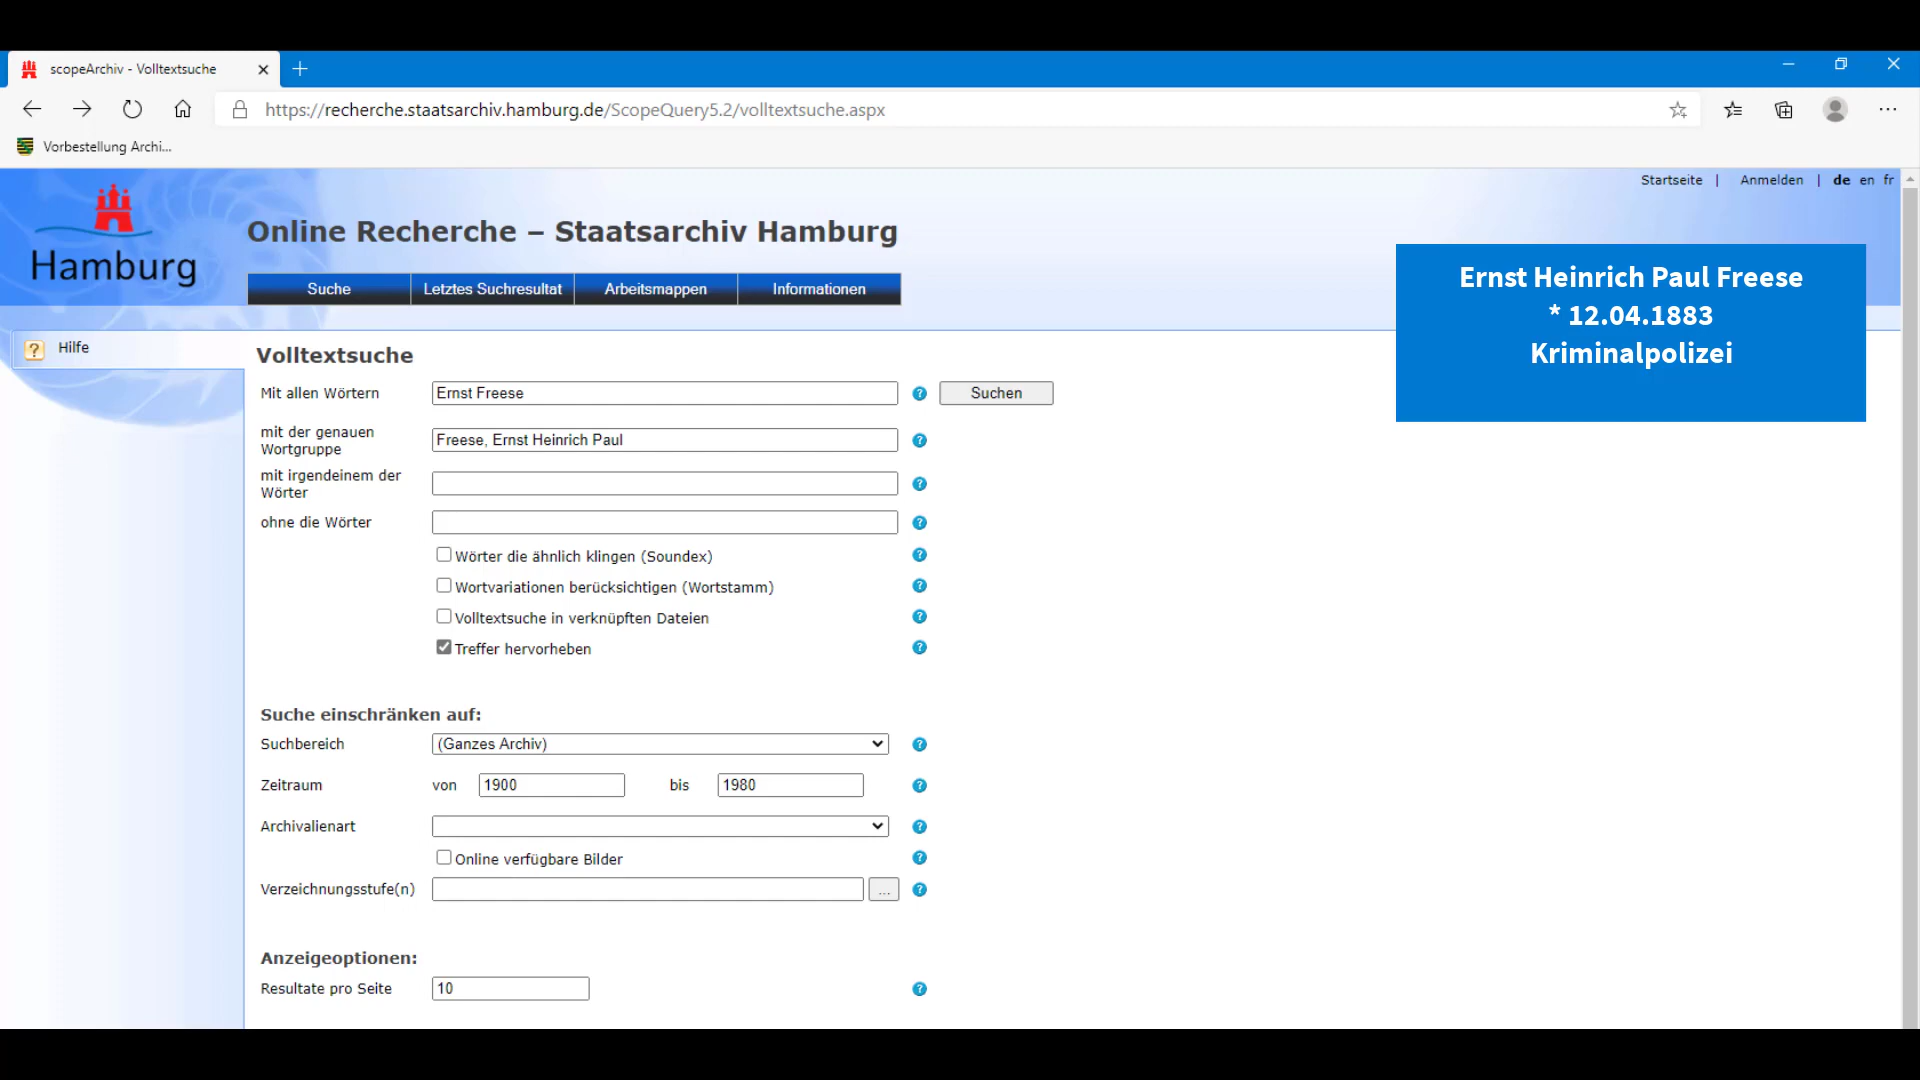 scopeArchiv - Volltextsuche
https://recherche.staatsarchiv.hamburg.de/ScopeQuery5.2/volltextsuche.aspx
Vorbestellung Archi...
Startseite | Anmelden | de en fr
Hamburg
Online Recherche – Staatsarchiv Hamburg
Suche Letztes Suchresultat Arbeitsmappen Informationen
Ernst Heinrich Paul Freese
* 12.04.1883
Kriminalpolizei
? Hilfe
Volltextsuche
Mit allen Wörtern Ernst Freese ? Suchen
mit der genauen
Wortgruppe Freese, Ernst Heinrich Paul ?
mit irgendeinem der
Wörter ?
ohne die Wörter ?
Wörter die ähnlich klingen (Soundex) ?
Wortvariationen berücksichtigen (Wortstamm) ?
Volltextsuche in verknüpften Dateien ?
Treffer hervorheben ?
Suche einschränken auf:
Suchbereich (Ganzes Archiv) ?
Zeitraum von 1900 bis 1980 ?
Archivalienart ?
Online verfügbare Bilder ?
Verzeichnungsstufe(n) ... ?
Anzeigeoptionen:
Resultate pro Seite 10 ?